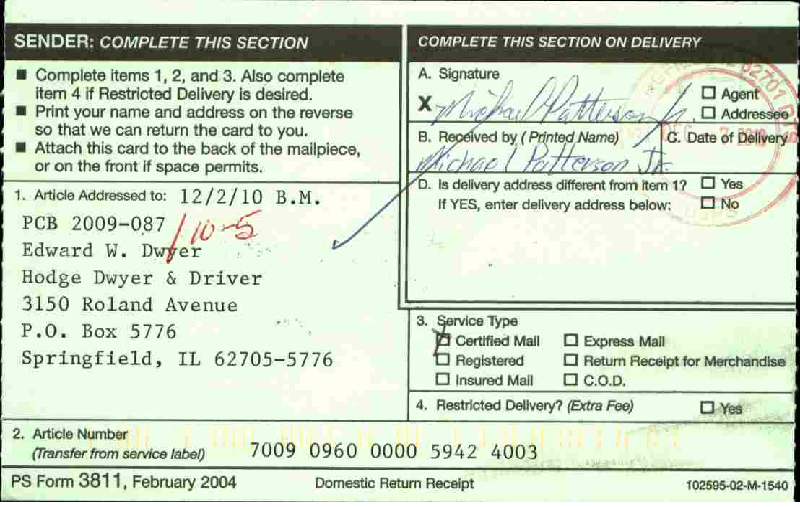 SENDER: COMPLETE THIS SECTION
■ Complete items 1, 2, and 3. Also complete
item 4 if Restricted Delivery is desired.
■ Print your name and address on the reverse
so that we can return the card to you.
■ Attach this card to the back of the mailpiece,
or on the front if space permits.
1. Article Addressed to: 12/2/10 B.M.
PCB 2009-087 /10-5
Edward W. Dwyer
Hodge Dwyer & Driver
3150 Roland Avenue
P.O. Box 5776
Springfield, IL 62705-5776
COMPLETE THIS SECTION ON DELIVERY
A. Signature
X Michael Patterson Jr.
☐ Agent
☐ Addressee
B. Received by (Printed Name) C. Date of Delivery
Michael Patterson Jr.
D. Is delivery address different from item 1? ☐ Yes
If YES, enter delivery address below: ☐ No
62701
USPS
3. Service Type
☑ Certified Mail ☐ Express Mail
☐ Registered ☐ Return Receipt for Merchandise
☐ Insured Mail ☐ C.O.D.
4. Restricted Delivery? (Extra Fee) ☐ Yes
2. Article Number
(Transfer from service label) 7009 0960 0000 5942 4003
PS Form 3811, February 2004 Domestic Return Receipt 102595-02-M-1540